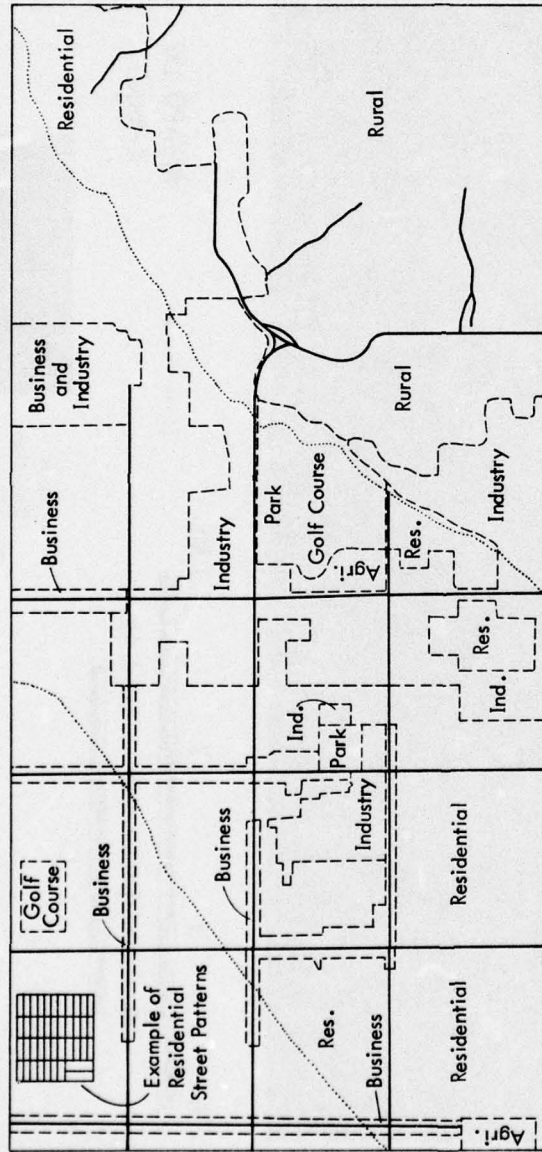 Example of
Residential
Street Patterns
Golf
Course
Business
Business
and
Industry
Residential
Business
Business
Industry
Park
Golf Course
Agri.
Rural
Rural
Res.
Business
Industry
Park
Ind.
Res.
Industry
Residential
Residential
Ind.
Res.
Agri.